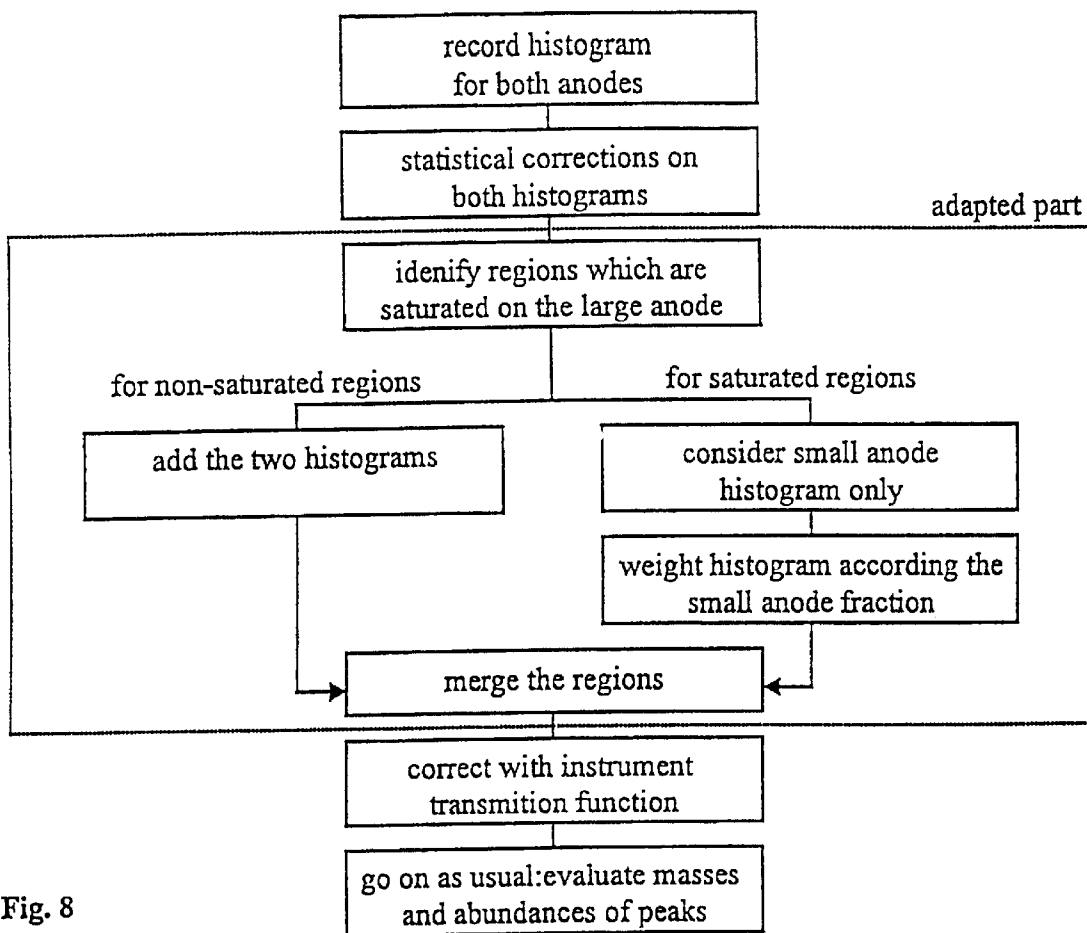 record histogram
for both anodes
statistical corrections on
both histograms
adapted part
idenify regions which are
saturated on the large anode
for non-saturated regions
for saturated regions
add the two histograms
consider small anode
histogram only
weight histogram according the
small anode fraction
merge the regions
correct with instrument
transmition function
go on as usual:evaluate masses
and abundances of peaks
Fig. 8